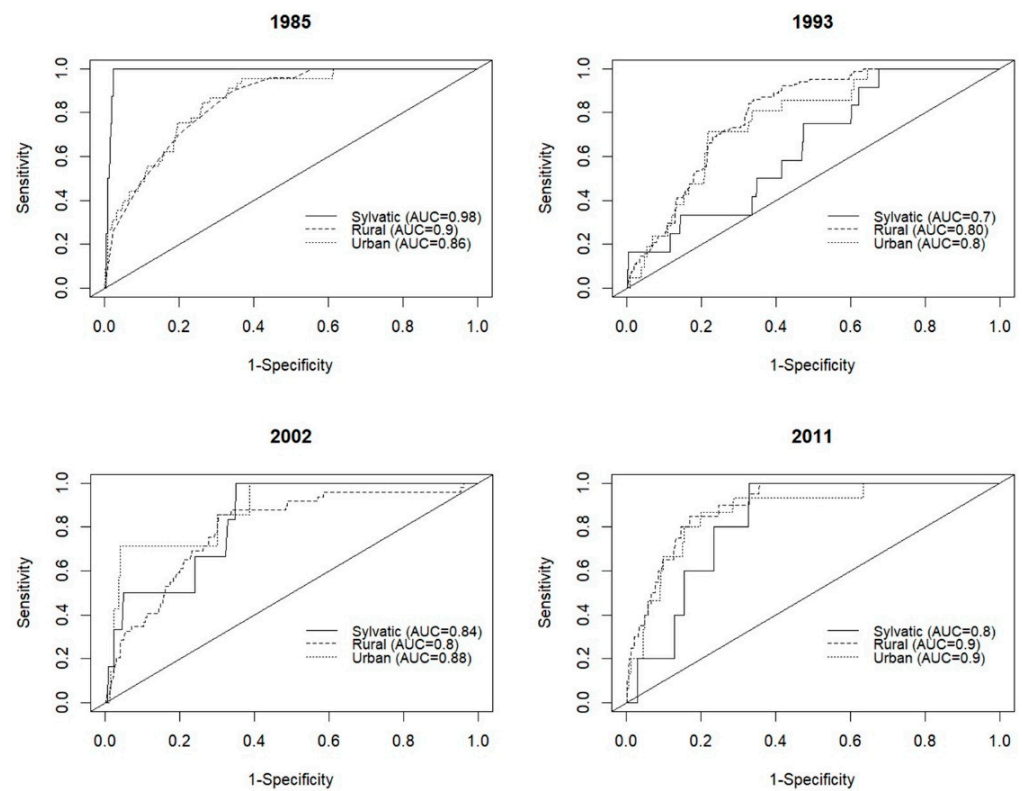 1985
Sensitivity
0.0 0.2 0.4 0.6 0.8 1.0
Sylvatic (AUC=0.98)
Rural (AUC=0.9)
Urban (AUC=0.86)
0.0 0.2 0.4 0.6 0.8 1.0
1-Specificity
1993
Sensitivity
0.0 0.2 0.4 0.6 0.8 1.0
Sylvatic (AUC=0.7)
Rural (AUC=0.80)
Urban (AUC=0.8)
0.0 0.2 0.4 0.6 0.8 1.0
1-Specificity
2002
Sensitivity
0.0 0.2 0.4 0.6 0.8 1.0
Sylvatic (AUC=0.84)
Rural (AUC=0.8)
Urban (AUC=0.88)
0.0 0.2 0.4 0.6 0.8 1.0
1-Specificity
2011
Sensitivity
0.0 0.2 0.4 0.6 0.8 1.0
Sylvatic (AUC=0.8)
Rural (AUC=0.9)
Urban (AUC=0.9)
0.0 0.2 0.4 0.6 0.8 1.0
1-Specificity